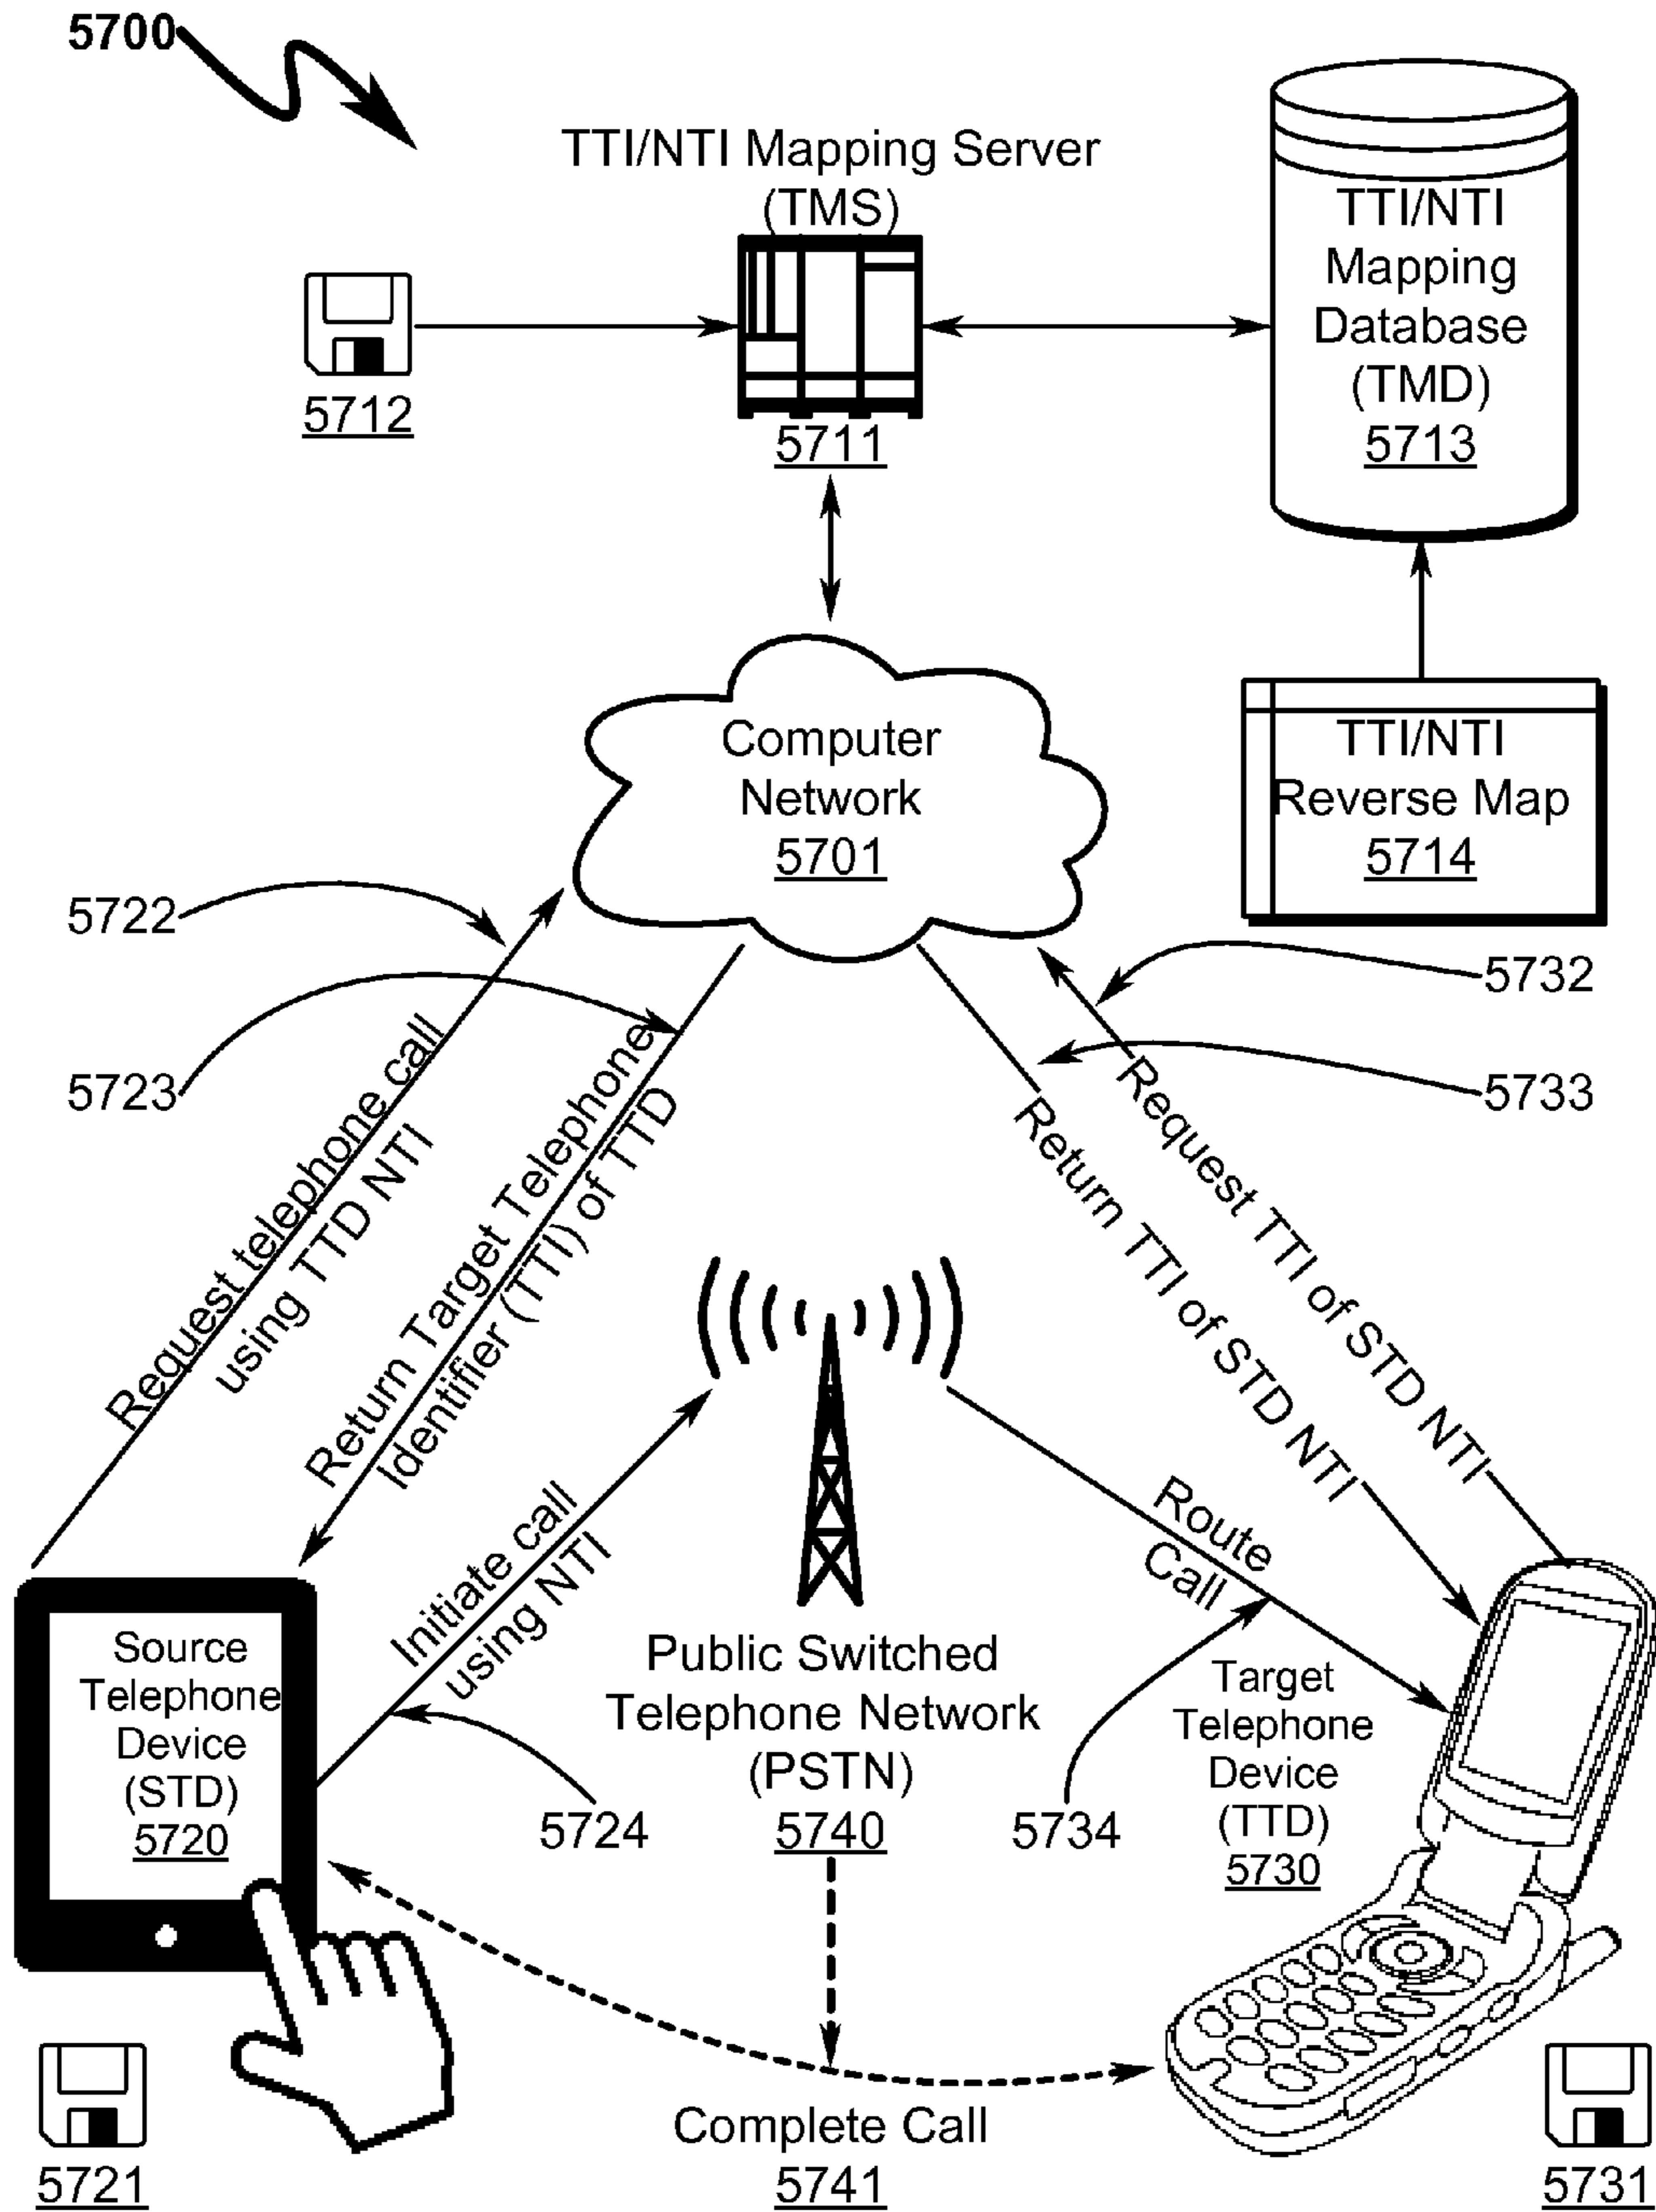 5700
TTI/NTI Mapping Server
(TMS)
5711
5712
TTI/NTI
Mapping
Database
(TMD)
5713
TTI/NTI
Reverse Map
5714
Computer
Network
5701
5722
5723
5732
5733
Request telephone call
using TTD NTI
Return Target Telephone
Identifier (TTI) of TTD
Return TTI of STD NTI
Request TTI of STD NTI
Initiate call
using NTI
Route
Call
Source
Telephone
Device
(STD)
5720
5724
Public Switched
Telephone Network
(PSTN)
5740
5734
Target
Telephone
Device
(TTD)
5730
Complete Call
5741
5721
5731